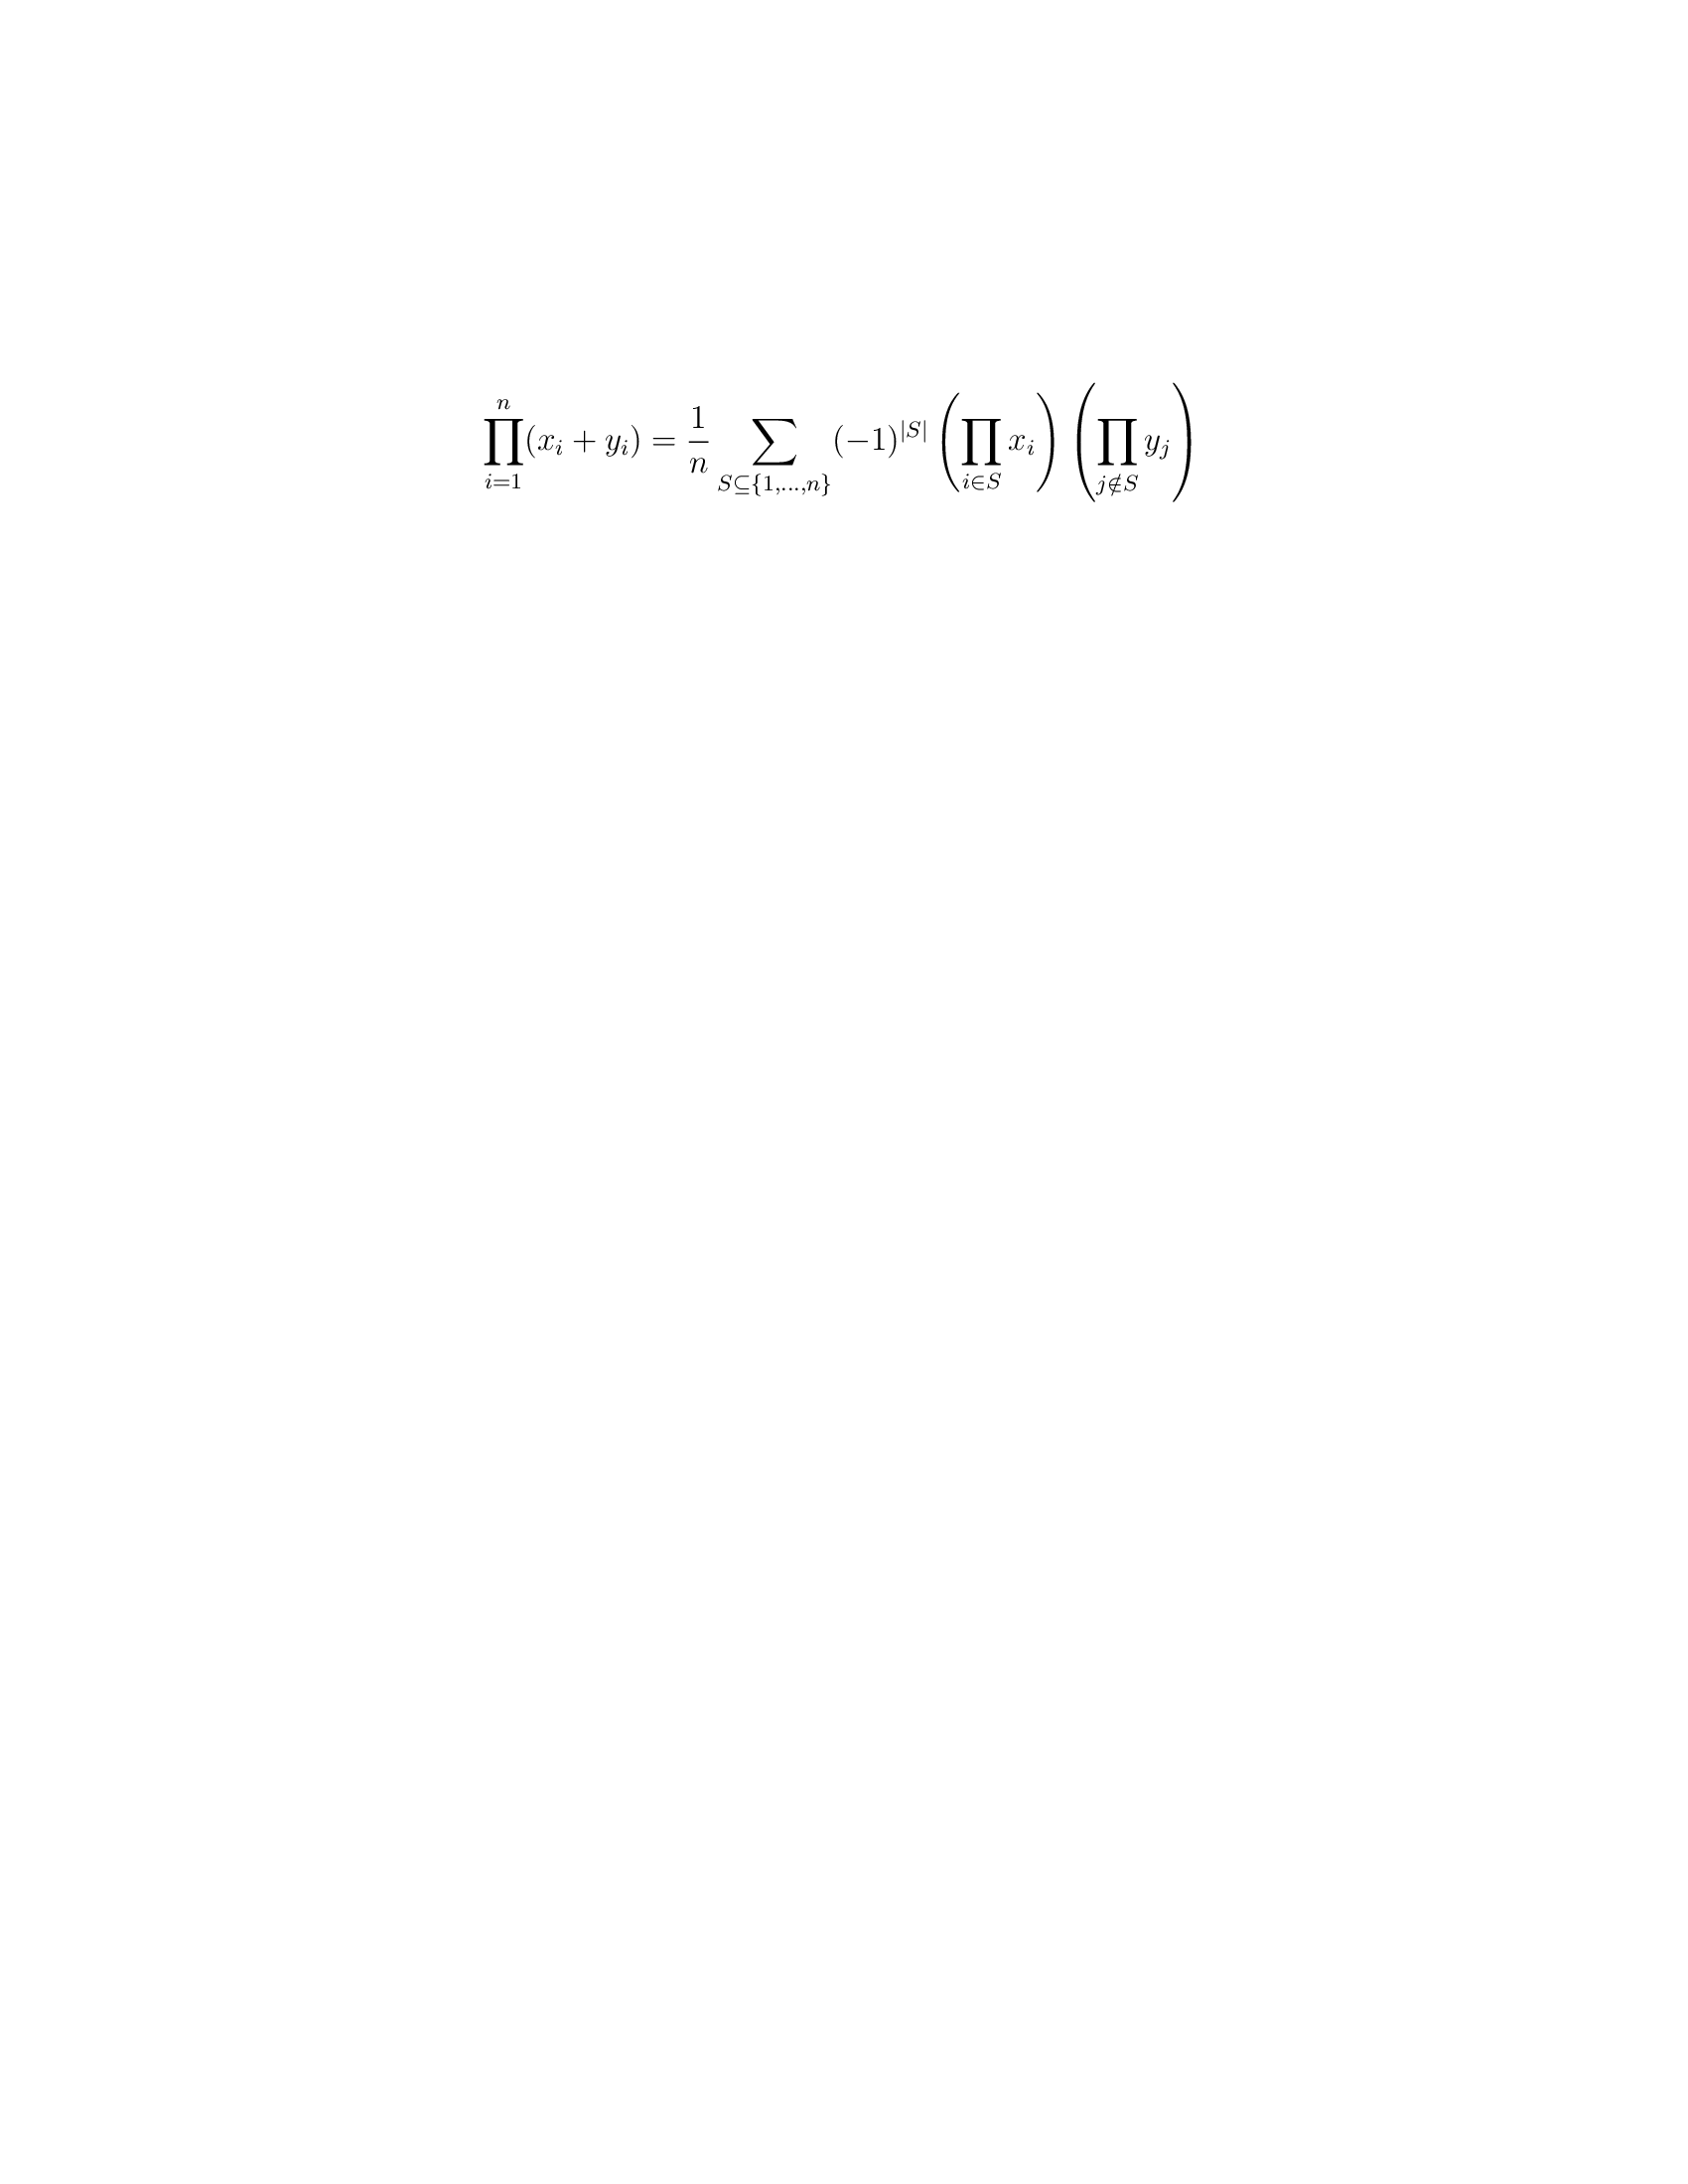 \prod_{i=1}^{n} (x_i + y_i) = \frac{1}{n} \sum_{S \subseteq \{1,\ldots,n\}} (-1)^{|S|} \left( \prod_{i \in S} x_i \right) \left( \prod_{j \notin S} y_j \right)